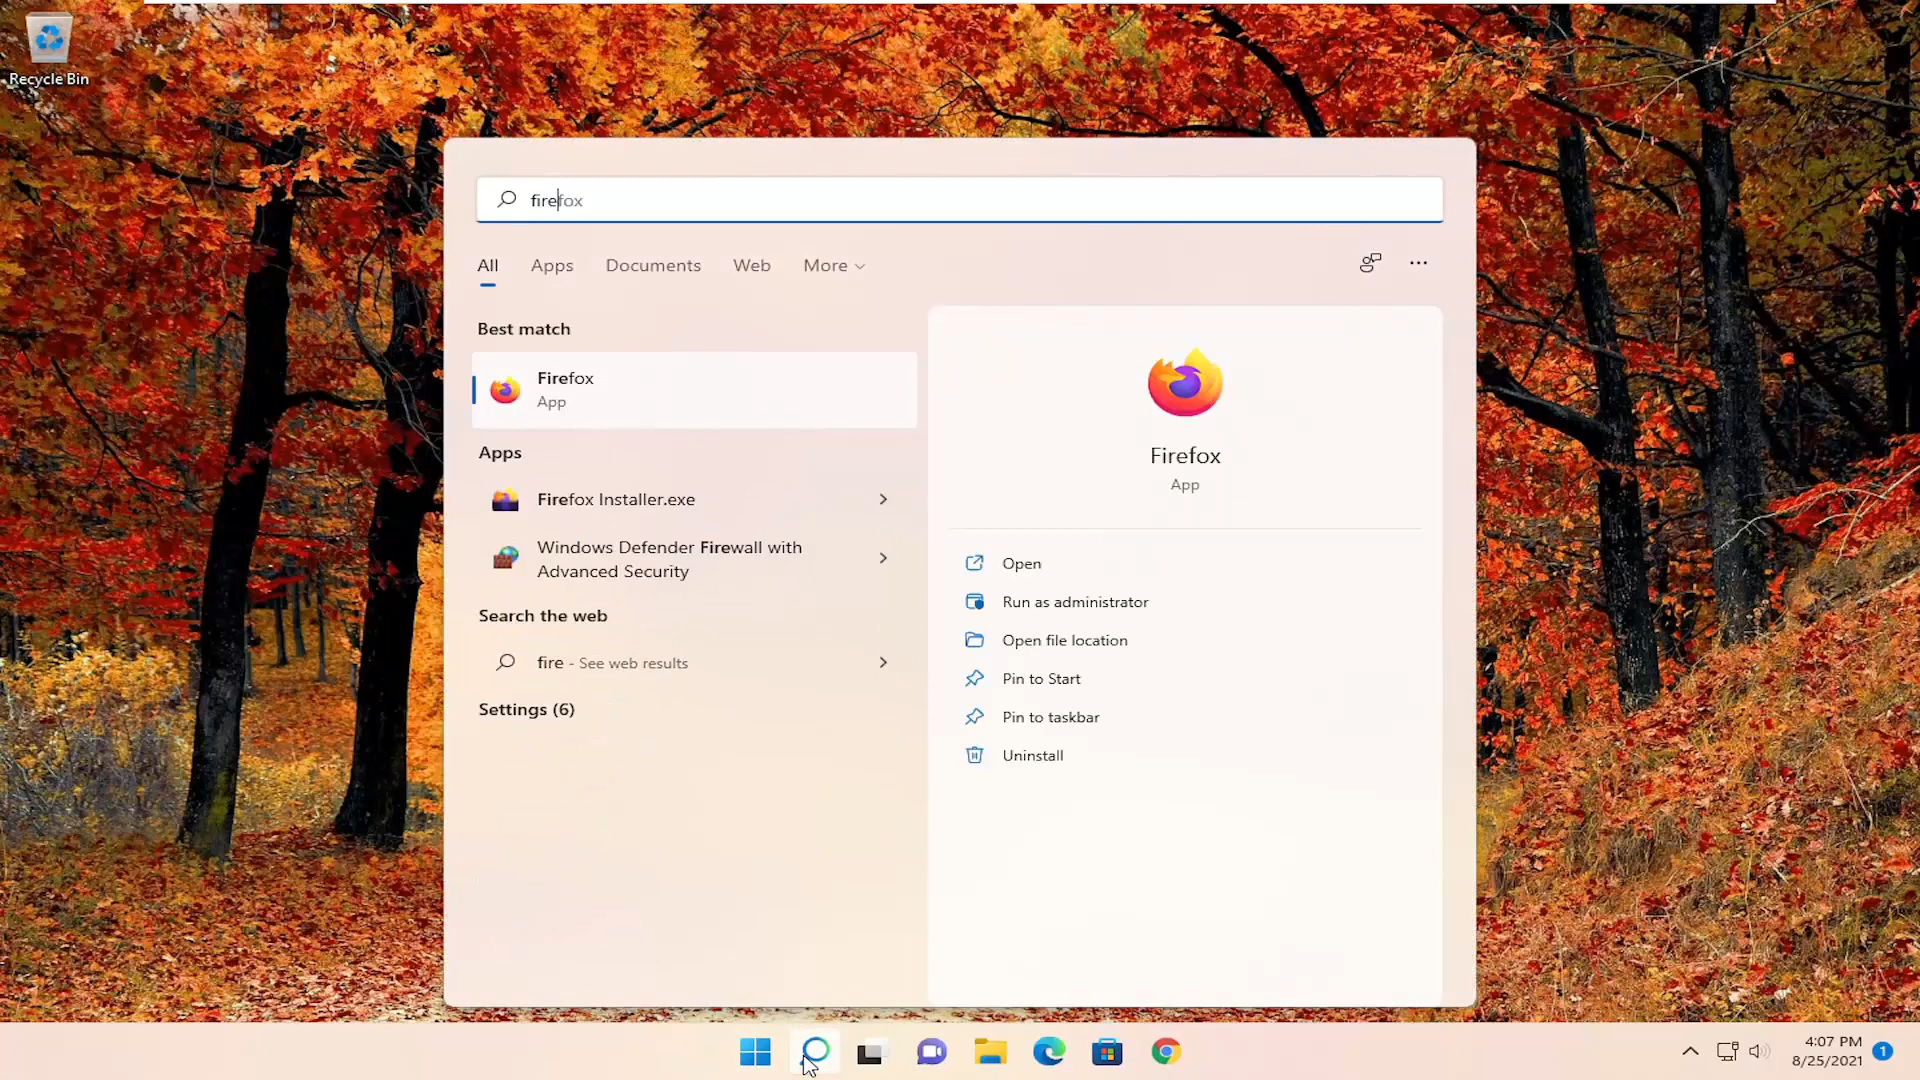 Recycle Bin
firefox
All Apps Documents Web More
Best match
Firefox
App
Apps
Firefox Installer.exe
Windows Defender Firewall with
Advanced Security
Search the web
fire - See web results
Settings (6)
Firefox
App
Open
Run as administrator
Open file location
Pin to Start
Pin to taskbar
Uninstall
4:07 PM
8/25/2021
1